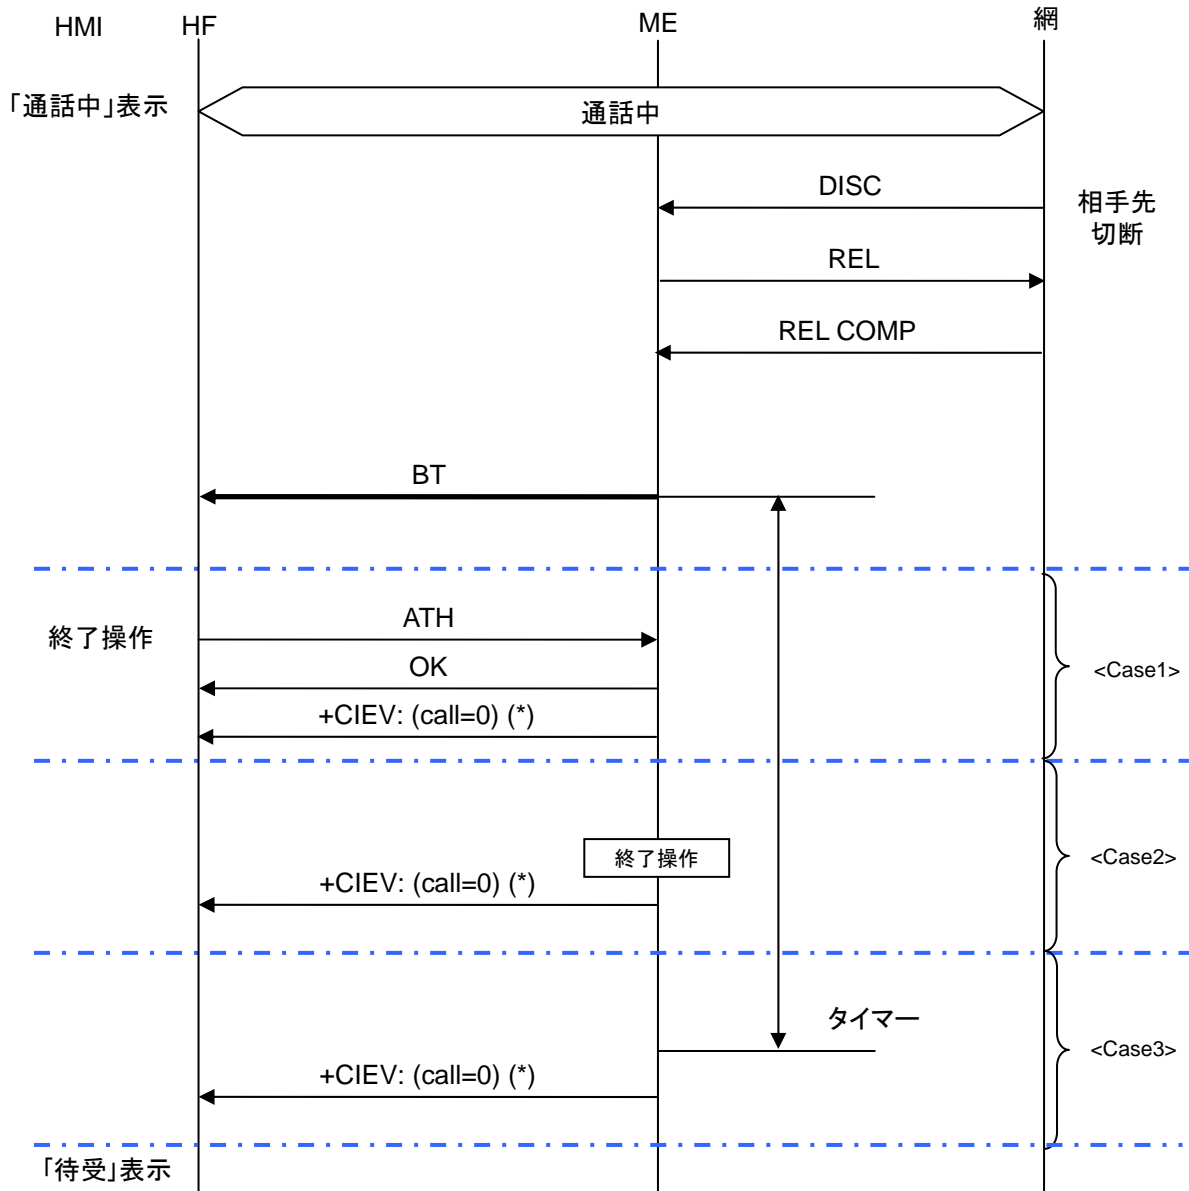 HMI
HF
ME
網
「通話中」表示
通話中
DISC
相手先
切断
REL
REL COMP
BT
ATH
終了操作
OK
<Case1>
+CIEV: (call=0) (*)
終了操作
<Case2>
+CIEV: (call=0) (*)
タイマー
<Case3>
+CIEV: (call=0) (*)
「待受」表示